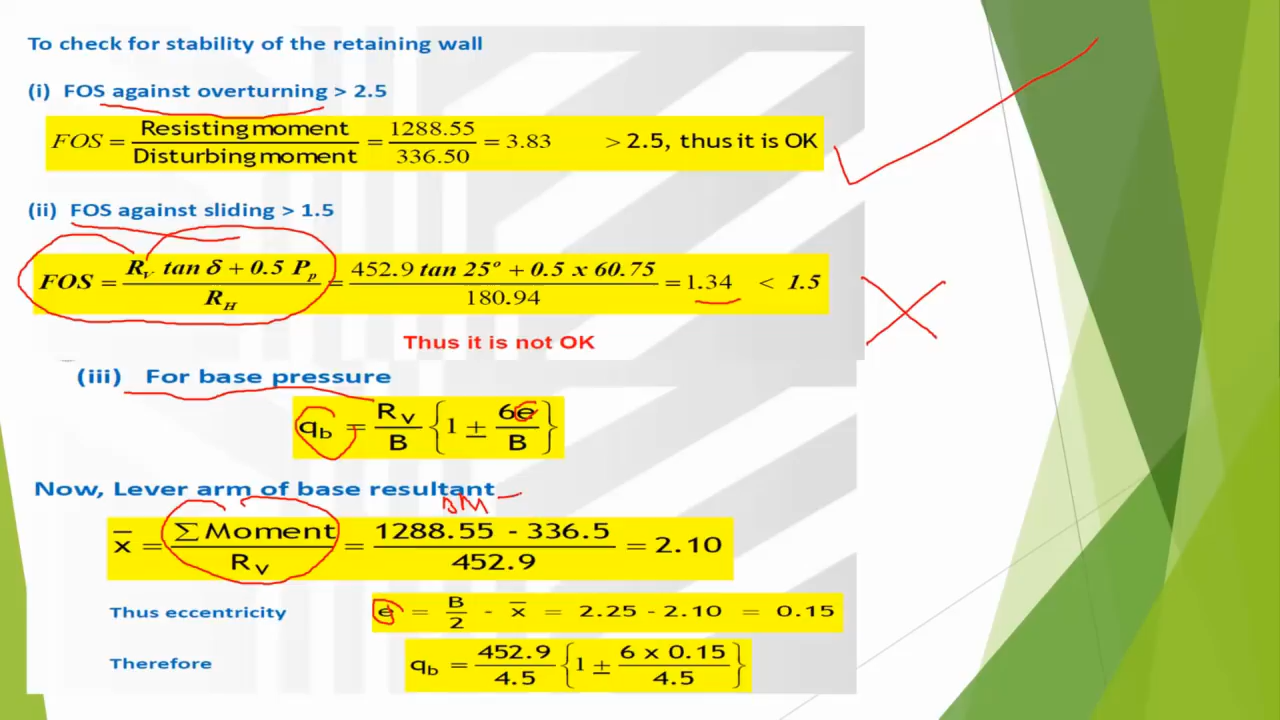 To check for stability of the retaining wall
(i) FOS against overturning > 2.5
FOS = Resisting moment / Disturbing moment = 1288.55 / 336.50 = 3.83 > 2.5, thus it is OK
(ii) FOS against sliding > 1.5
FOS = R_V tan δ + 0.5 P_p / R_H = 452.9 tan 25° + 0.5 x 60.75 / 180.94 = 1.34 < 1.5
Thus it is not OK
(iii) For base pressure
q_b = R_V / B { 1 ± 6e / B }
Now, Lever arm of base resultant
BM
x̄ = ∑ Moment / R_V = 1288.55 - 336.5 / 452.9 = 2.10
Thus eccentricity e = B / 2 - x̄ = 2.25 - 2.10 = 0.15
Therefore q_b = 452.9 / 4.5 { 1 ± 6 x 0.15 / 4.5 }